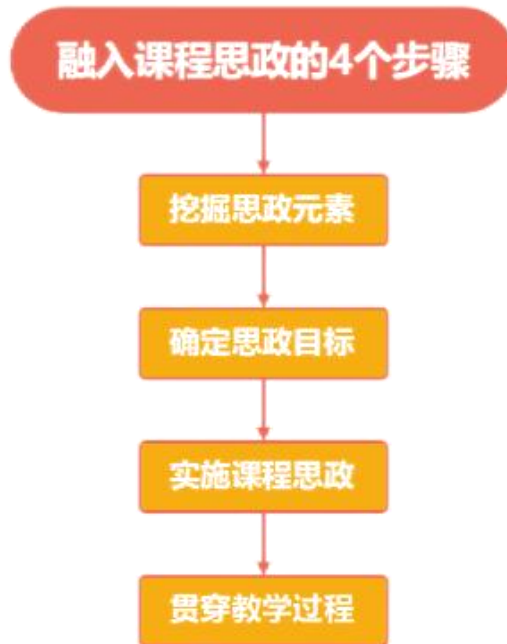 融入课程思政的4个步骤
挖掘思政元素
确定思政目标
实施课程思政
贯穿教学过程